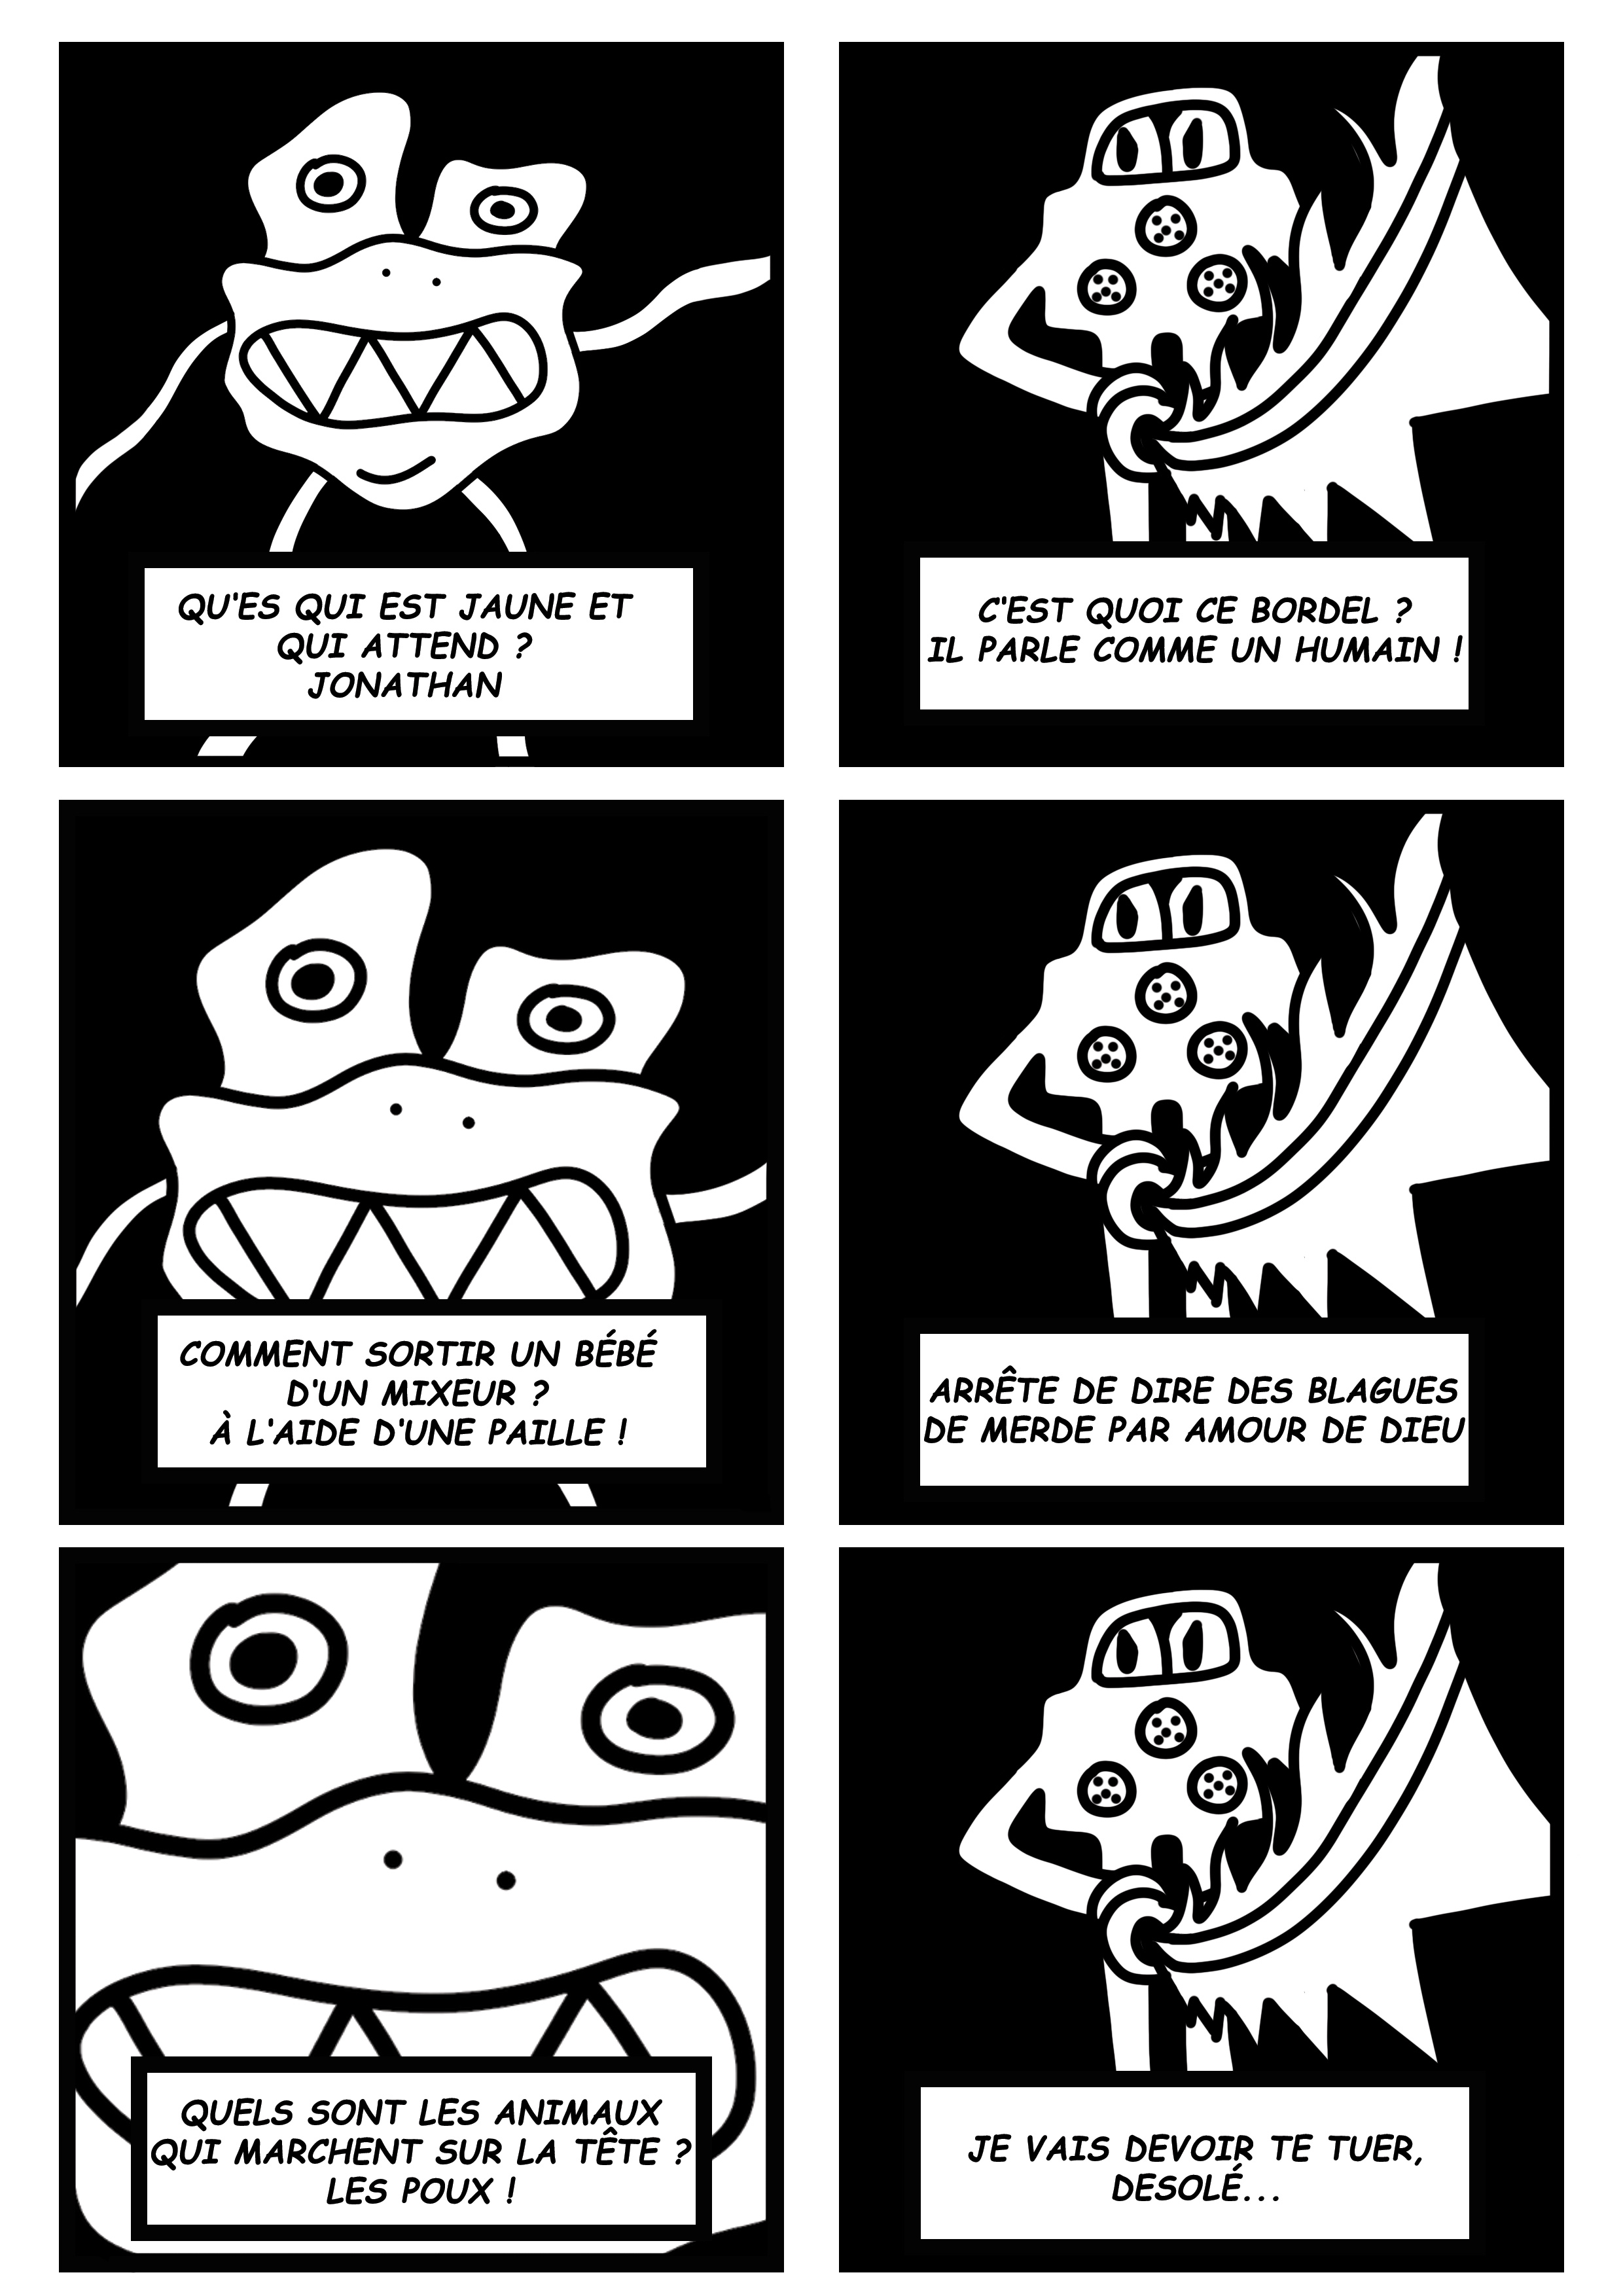 QU'ES QUI EST JAUNE ET
QUI ATTEND ?
JONATHAN
C'EST QUOI CE BORDEL ?
IL PARLE COMME UN HUMAIN !
COMMENT SORTIR UN BÉBÉ
D'UN MIXEUR ?
À L'AIDE D'UNE PAILLE !
ARRÊTE DE DIRE DES BLAGUES
DE MERDE PAR AMOUR DE DIEU
QUELS SONT LES ANIMAUX
QUI MARCHENT SUR LA TÊTE ?
LES POUX !
JE VAIS DEVOIR TE TUER,
DESOLÉ...